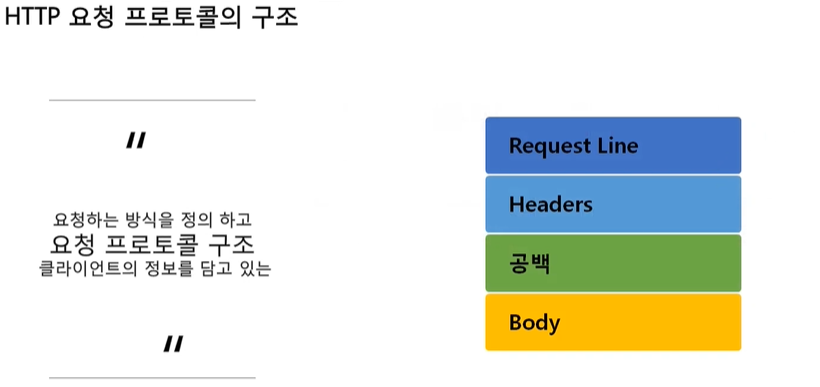 HTTP 요청 프로토콜의 구조
"
요청하는 방식을 정의 하고
요청 프로토콜 구조
클라이언트의 정보를 담고 있는
"
Request Line
Headers
공백
Body